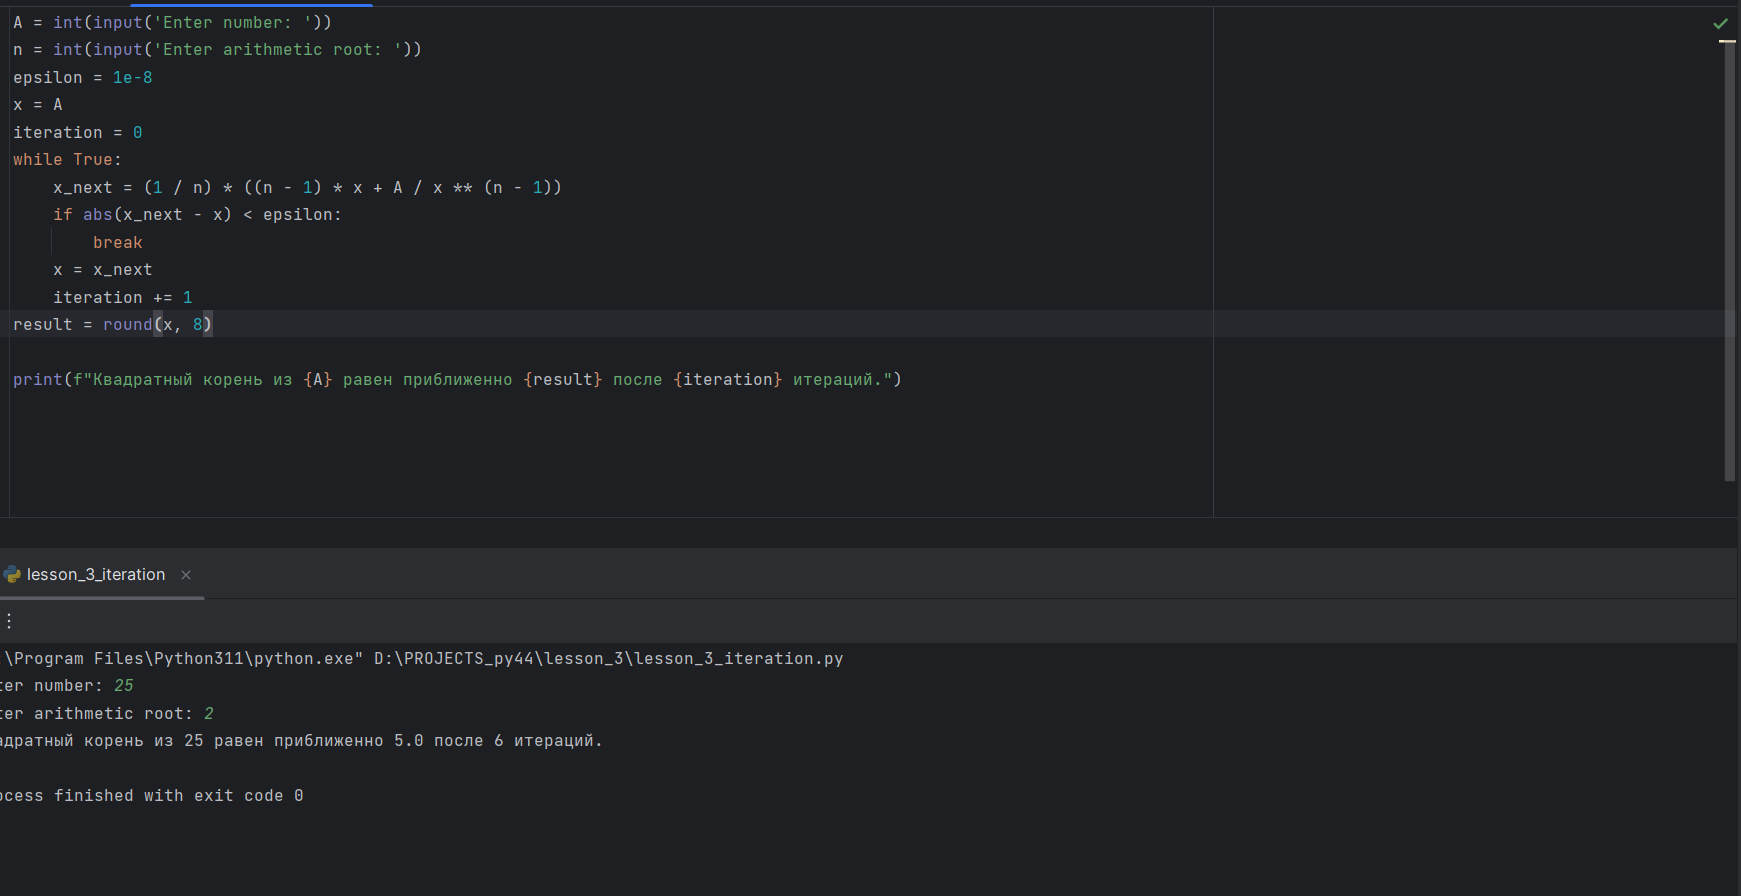 A = int(input('Enter number: '))
n = int(input('Enter arithmetic root: '))
epsilon = 1e-8
x = A
iteration = 0
while True:
    x_next = (1 / n) * ((n - 1) * x + A / x ** (n - 1))
    if abs(x_next - x) < epsilon:
        break
    x = x_next
    iteration += 1
result = round(x, 8)
print(f"Квадратный корень из {A} равен приближенно {result} после {iteration} итераций.")
lesson_3_iteration
:\Program Files\Python311\python.exe" D:\PROJECTS_py44\lesson_3\lesson_3_iteration.py
ter number: 25
ter arithmetic root: 2
адратный корень из 25 равен приближенно 5.0 после 6 итераций.
ocess finished with exit code 0